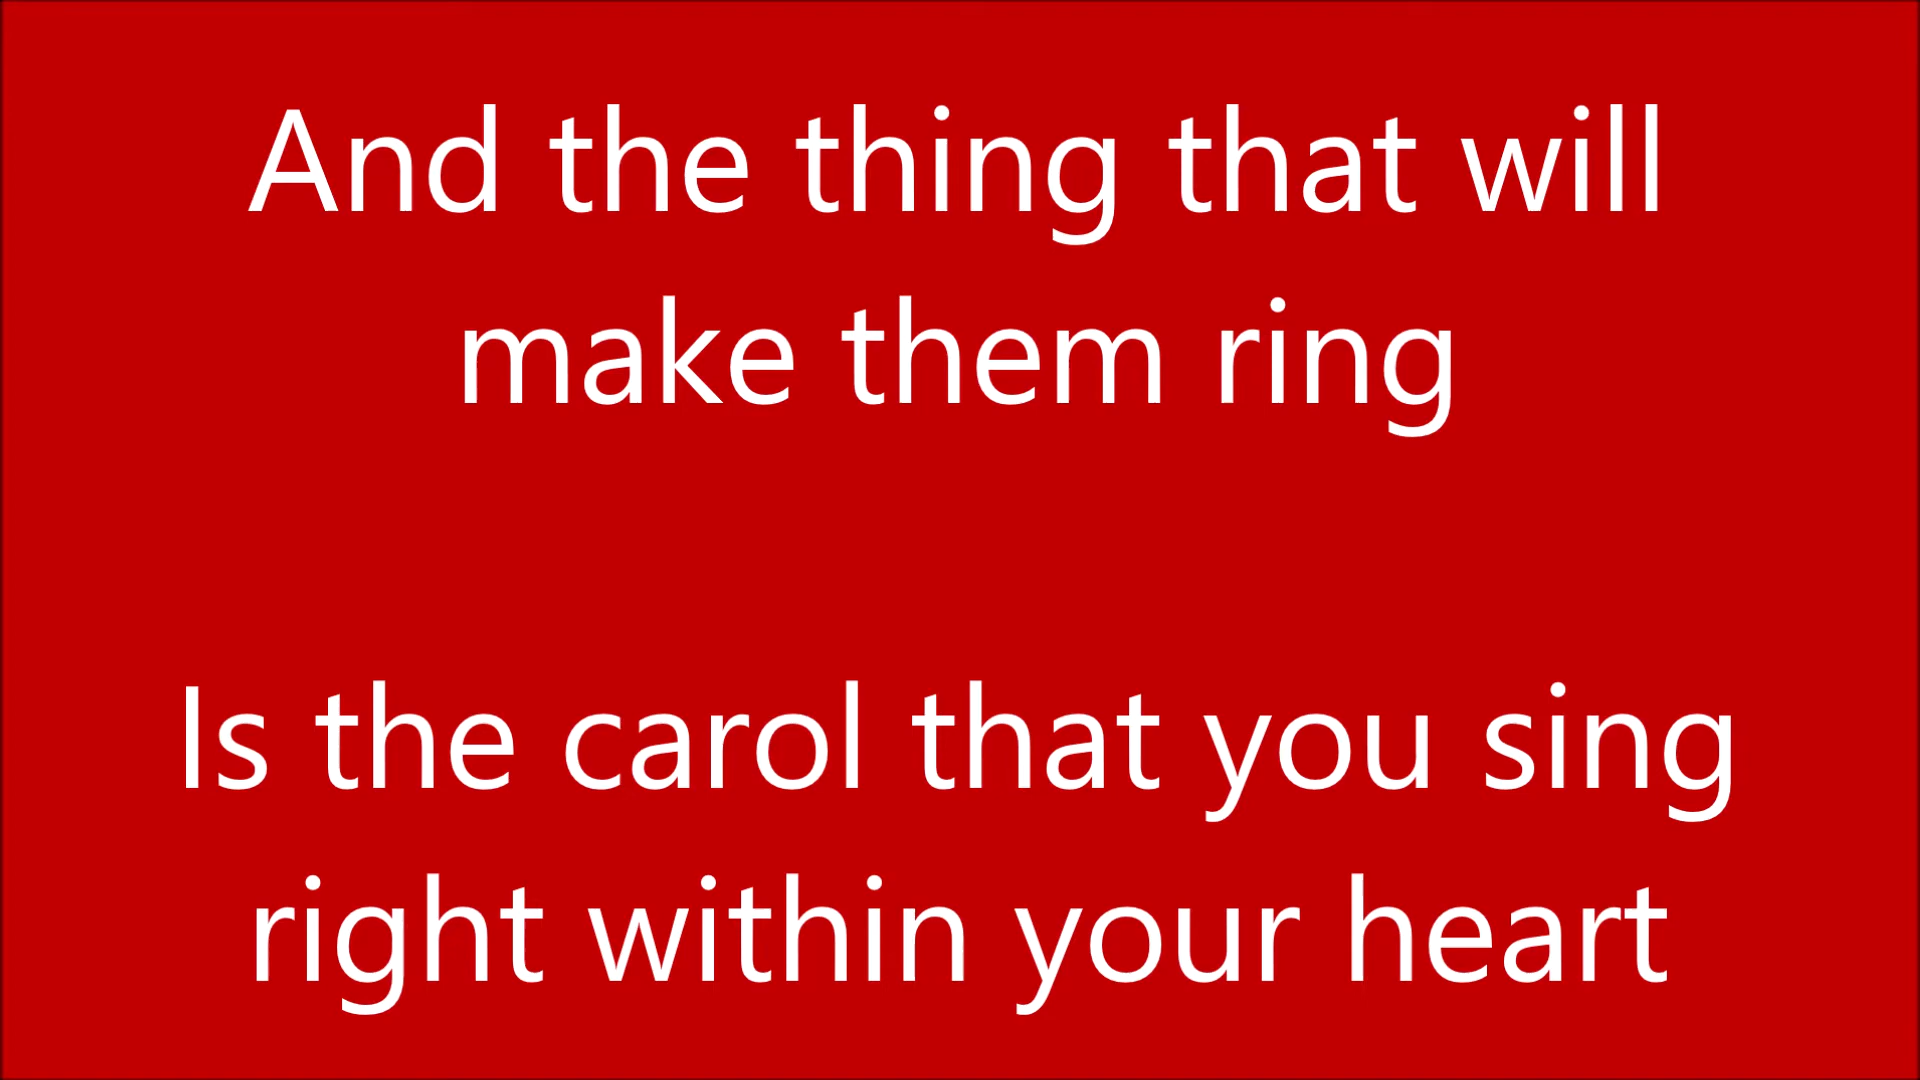 And the thing that will
make them ring
Is the carol that you sing
right within your heart